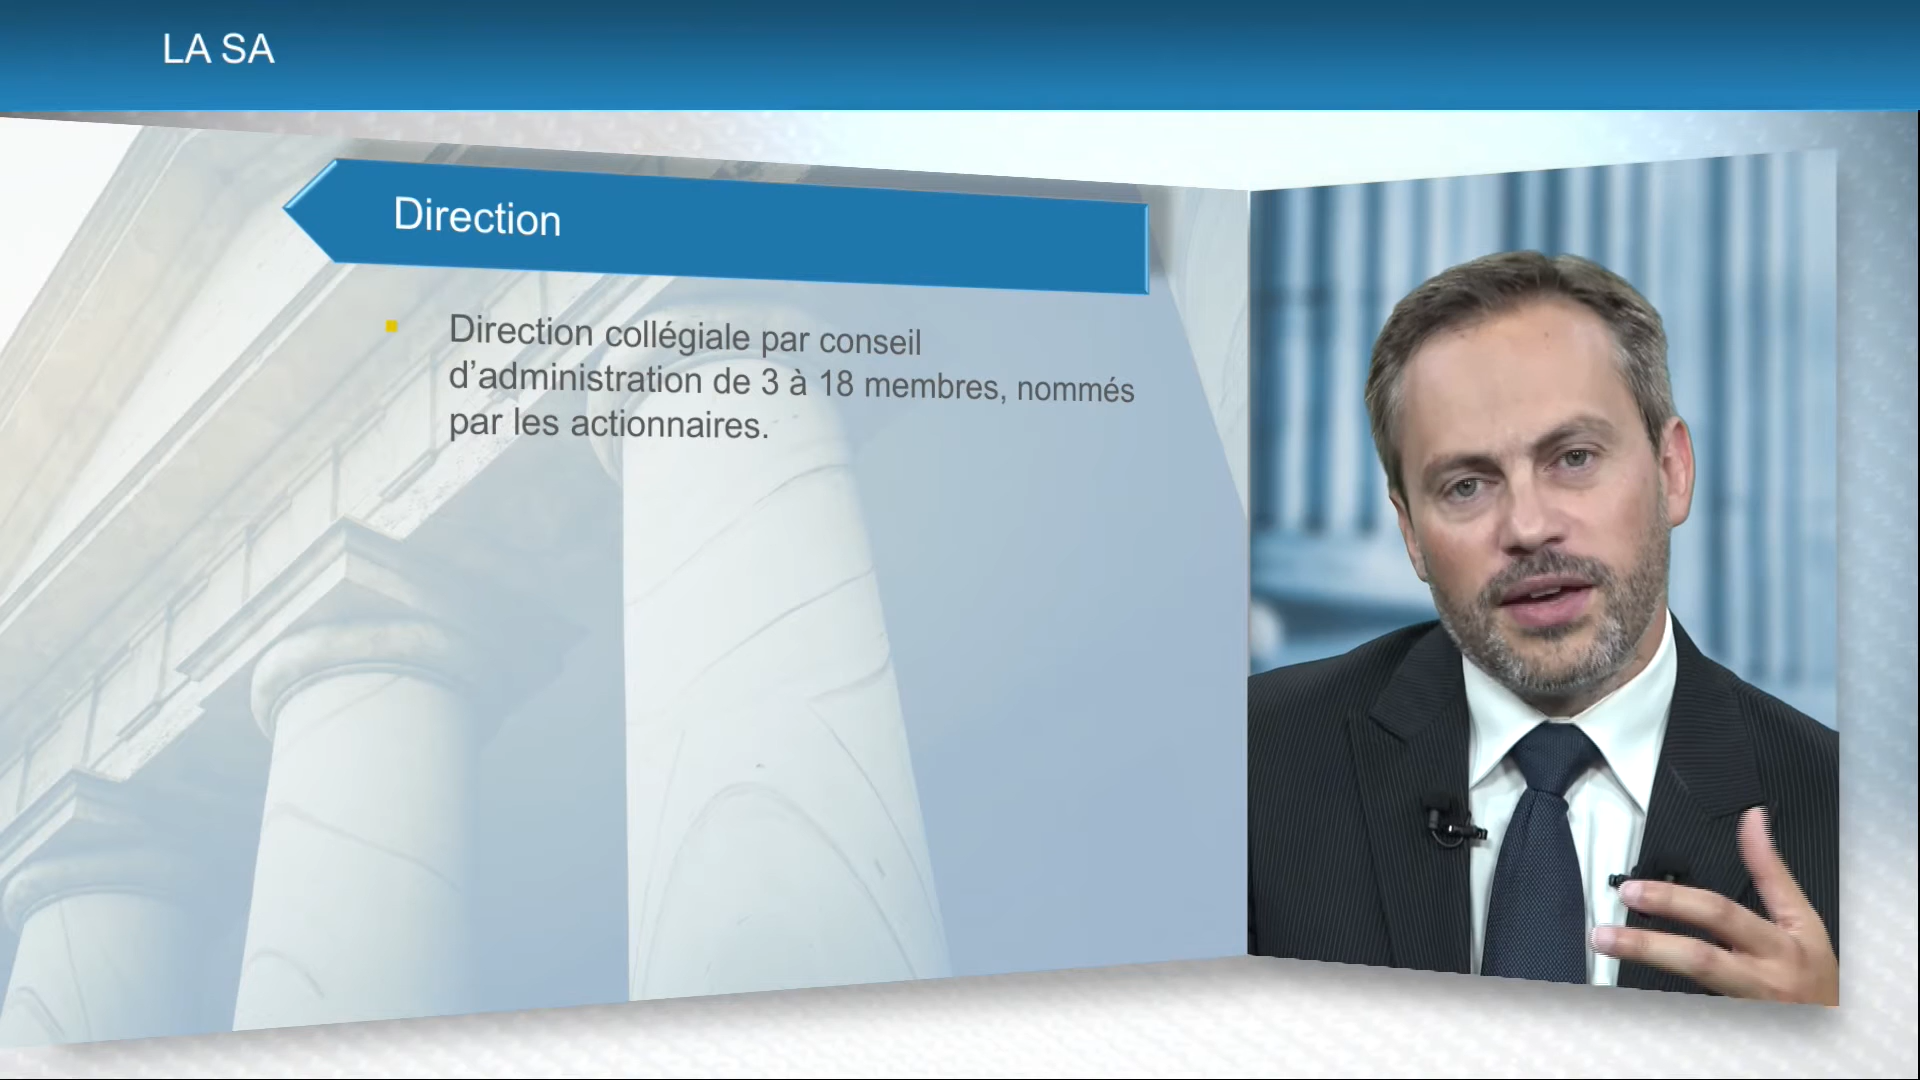 LA SA
Direction
Direction collégiale par conseil
d’administration de 3 à 18 membres, nommés
par les actionnaires.